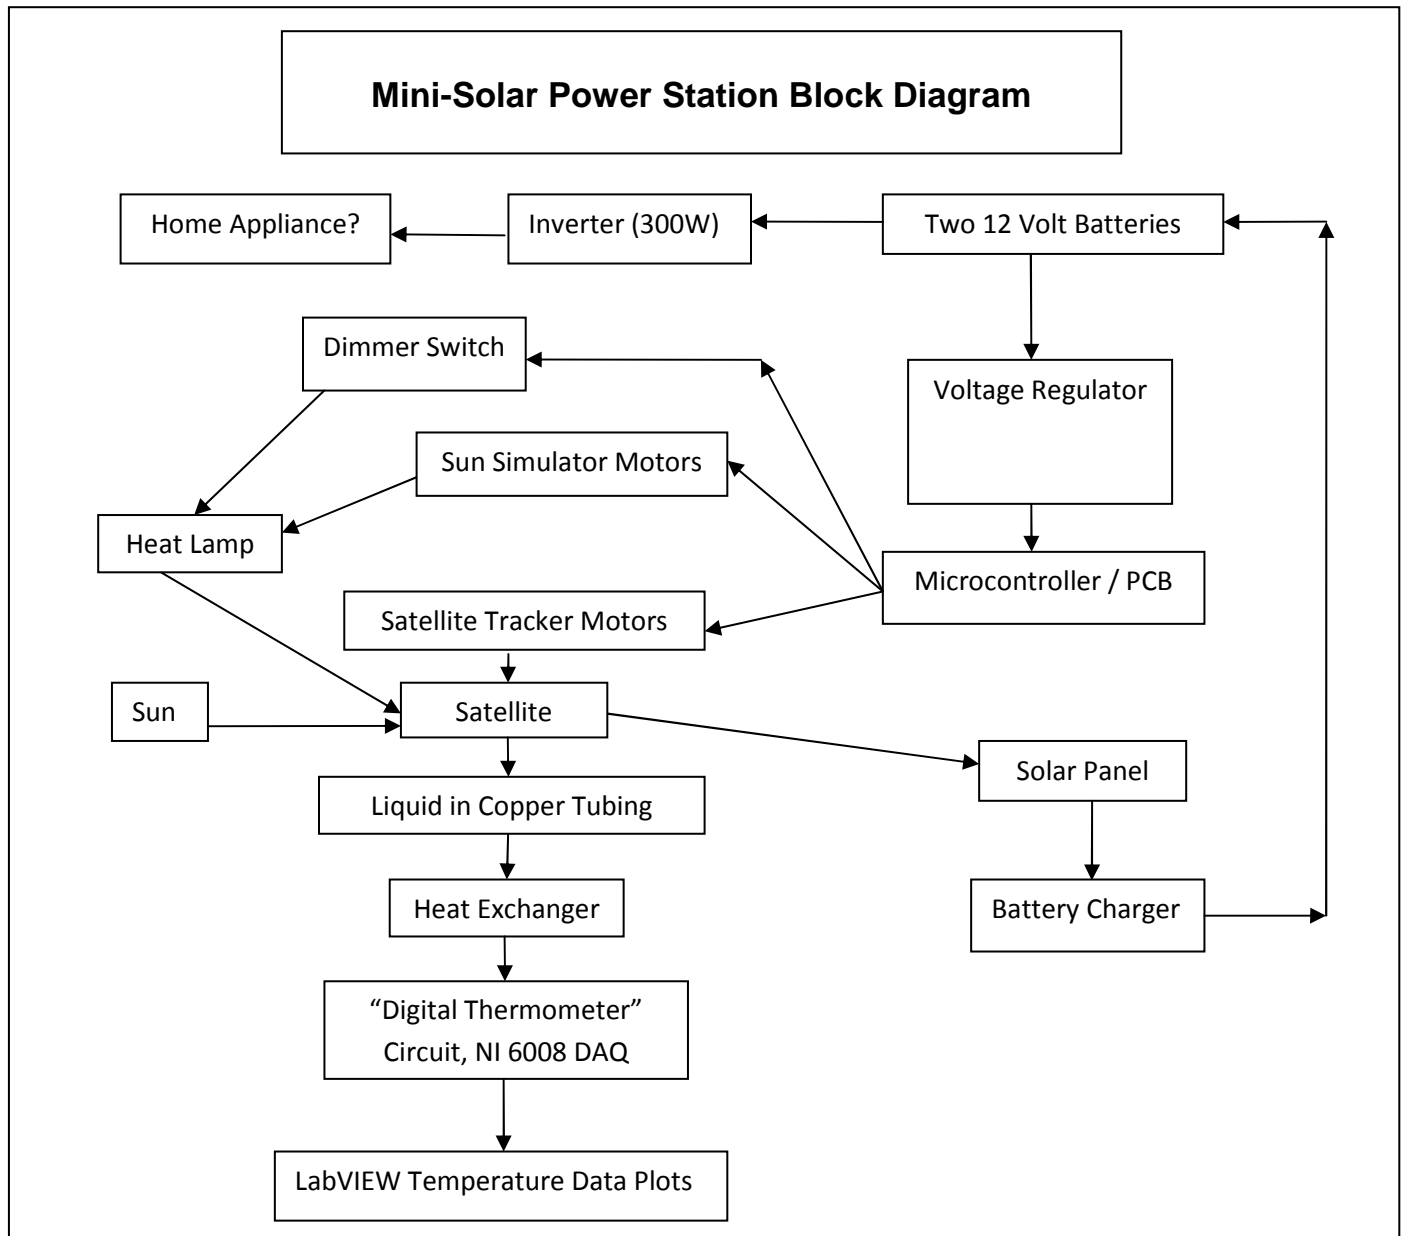 Mini-Solar Power Station Block Diagram
Home Appliance?
Inverter (300W)
Two 12 Volt Batteries
Dimmer Switch
Voltage Regulator
Sun Simulator Motors
Heat Lamp
Microcontroller / PCB
Satellite Tracker Motors
Sun
Satellite
Solar Panel
Liquid in Copper Tubing
Heat Exchanger
Battery Charger
“Digital Thermometer”
Circuit, NI 6008 DAQ
LabVIEW Temperature Data Plots